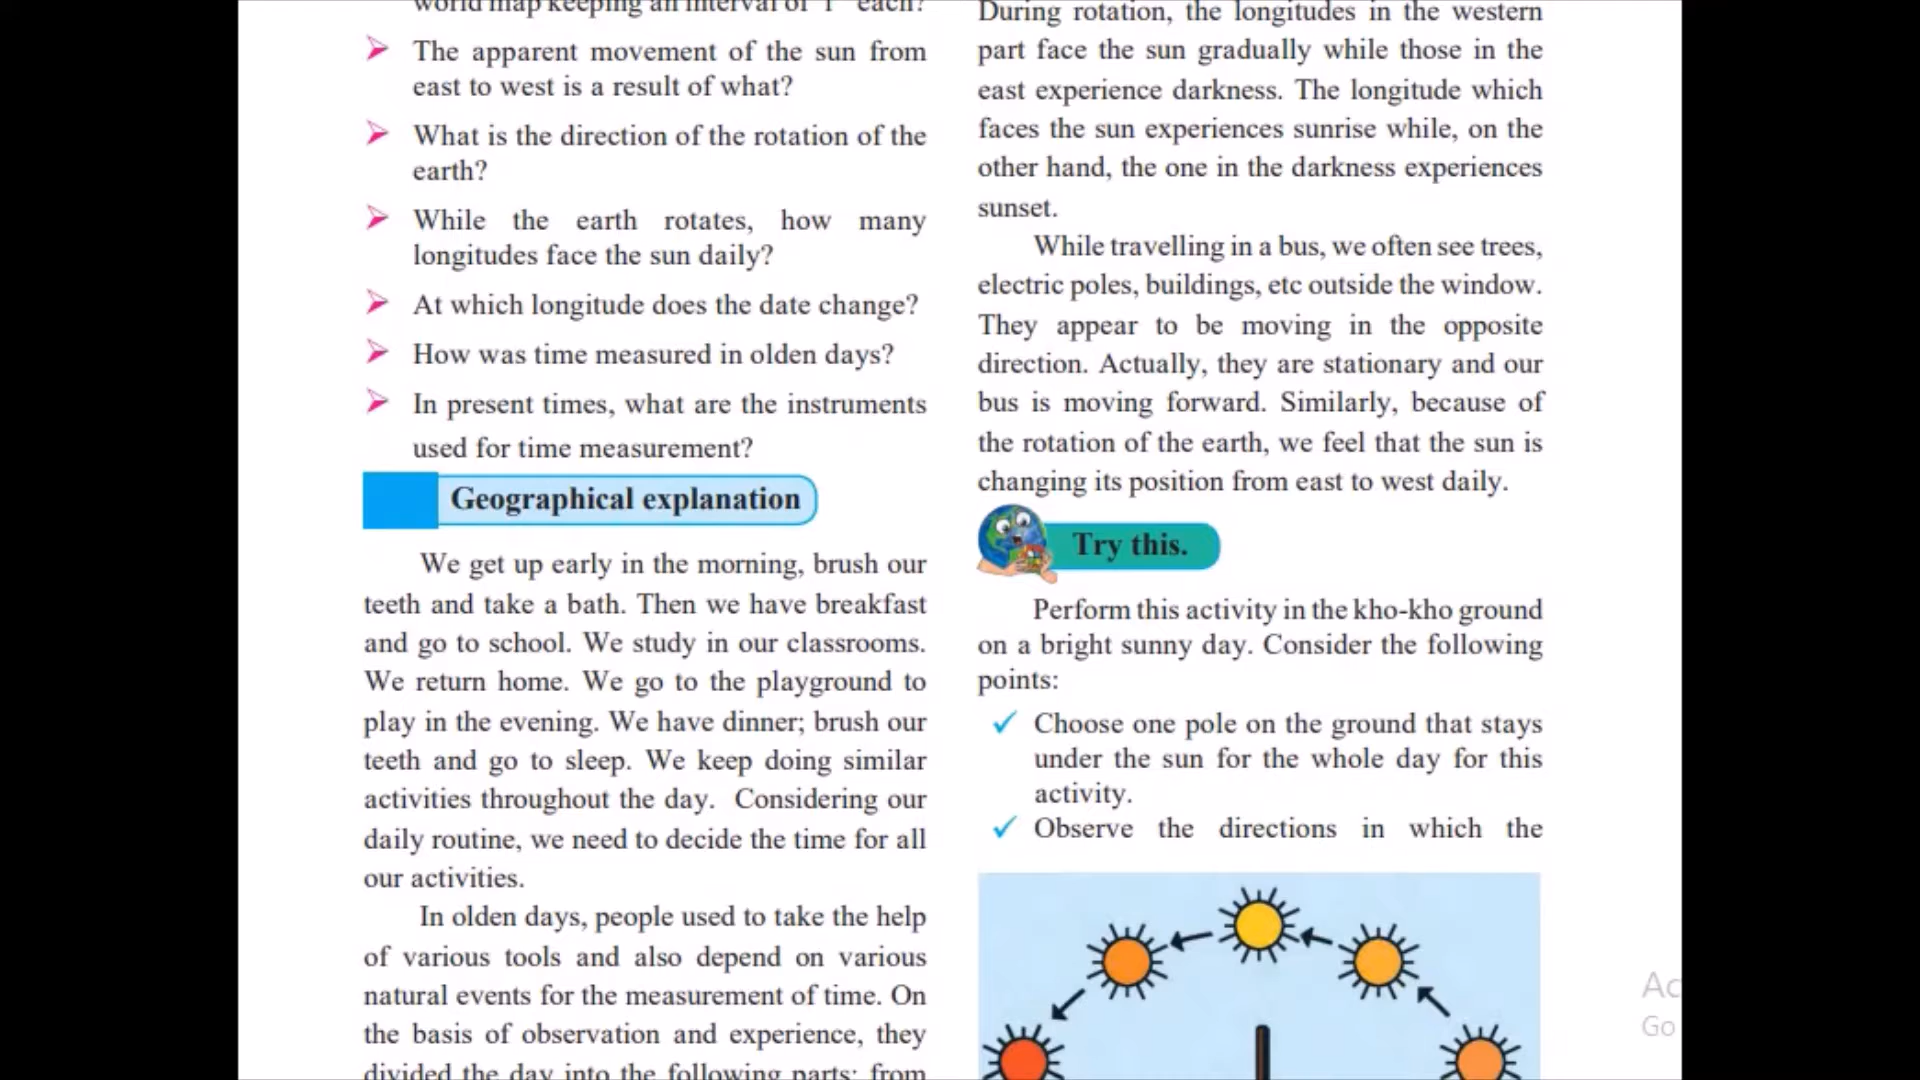 world map keeping an interval of 1° each?
The apparent movement of the sun from
east to west is a result of what?
What is the direction of the rotation of the
earth?
While the earth rotates, how many
longitudes face the sun daily?
At which longitude does the date change?
How was time measured in olden days?
In present times, what are the instruments
used for time measurement?
Geographical explanation
We get up early in the morning, brush our
teeth and take a bath. Then we have breakfast
and go to school. We study in our classrooms.
We return home. We go to the playground to
play in the evening. We have dinner; brush our
teeth and go to sleep. We keep doing similar
activities throughout the day. Considering our
daily routine, we need to decide the time for all
our activities.
In olden days, people used to take the help
of various tools and also depend on various
natural events for the measurement of time. On
the basis of observation and experience, they
divided the day into the following parts: from
During rotation, the longitudes in the western
part face the sun gradually while those in the
east experience darkness. The longitude which
faces the sun experiences sunrise while, on the
other hand, the one in the darkness experiences
sunset.
While travelling in a bus, we often see trees,
electric poles, buildings, etc outside the window.
They appear to be moving in the opposite
direction. Actually, they are stationary and our
bus is moving forward. Similarly, because of
the rotation of the earth, we feel that the sun is
changing its position from east to west daily.
Try this.
Perform this activity in the kho-kho ground
on a bright sunny day. Consider the following
points:
Choose one pole on the ground that stays
under the sun for the whole day for this
activity.
Observe the directions in which the
Ac
Go